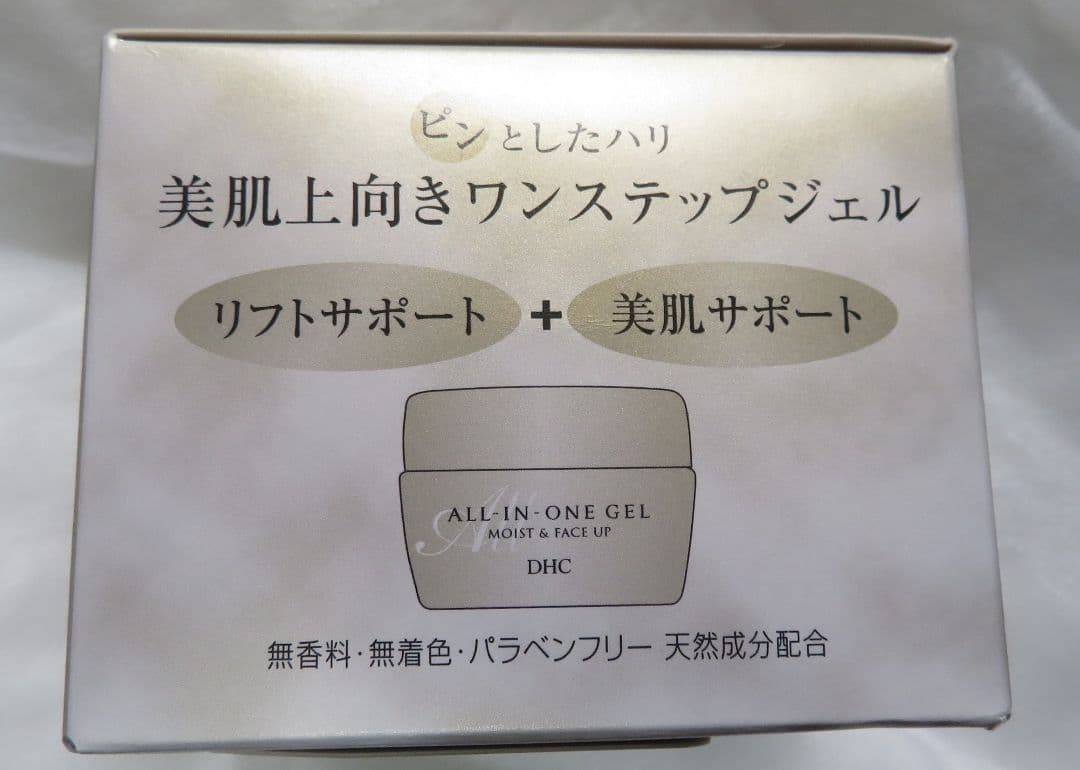 ピンとしたハリ
美肌上向きワンステップジェル
リフトサポート + 美肌サポート
All
ALL-IN-ONE GEL
MOIST & FACE UP
DHC
無香料・無着色・パラベンフリー 天然成分配合